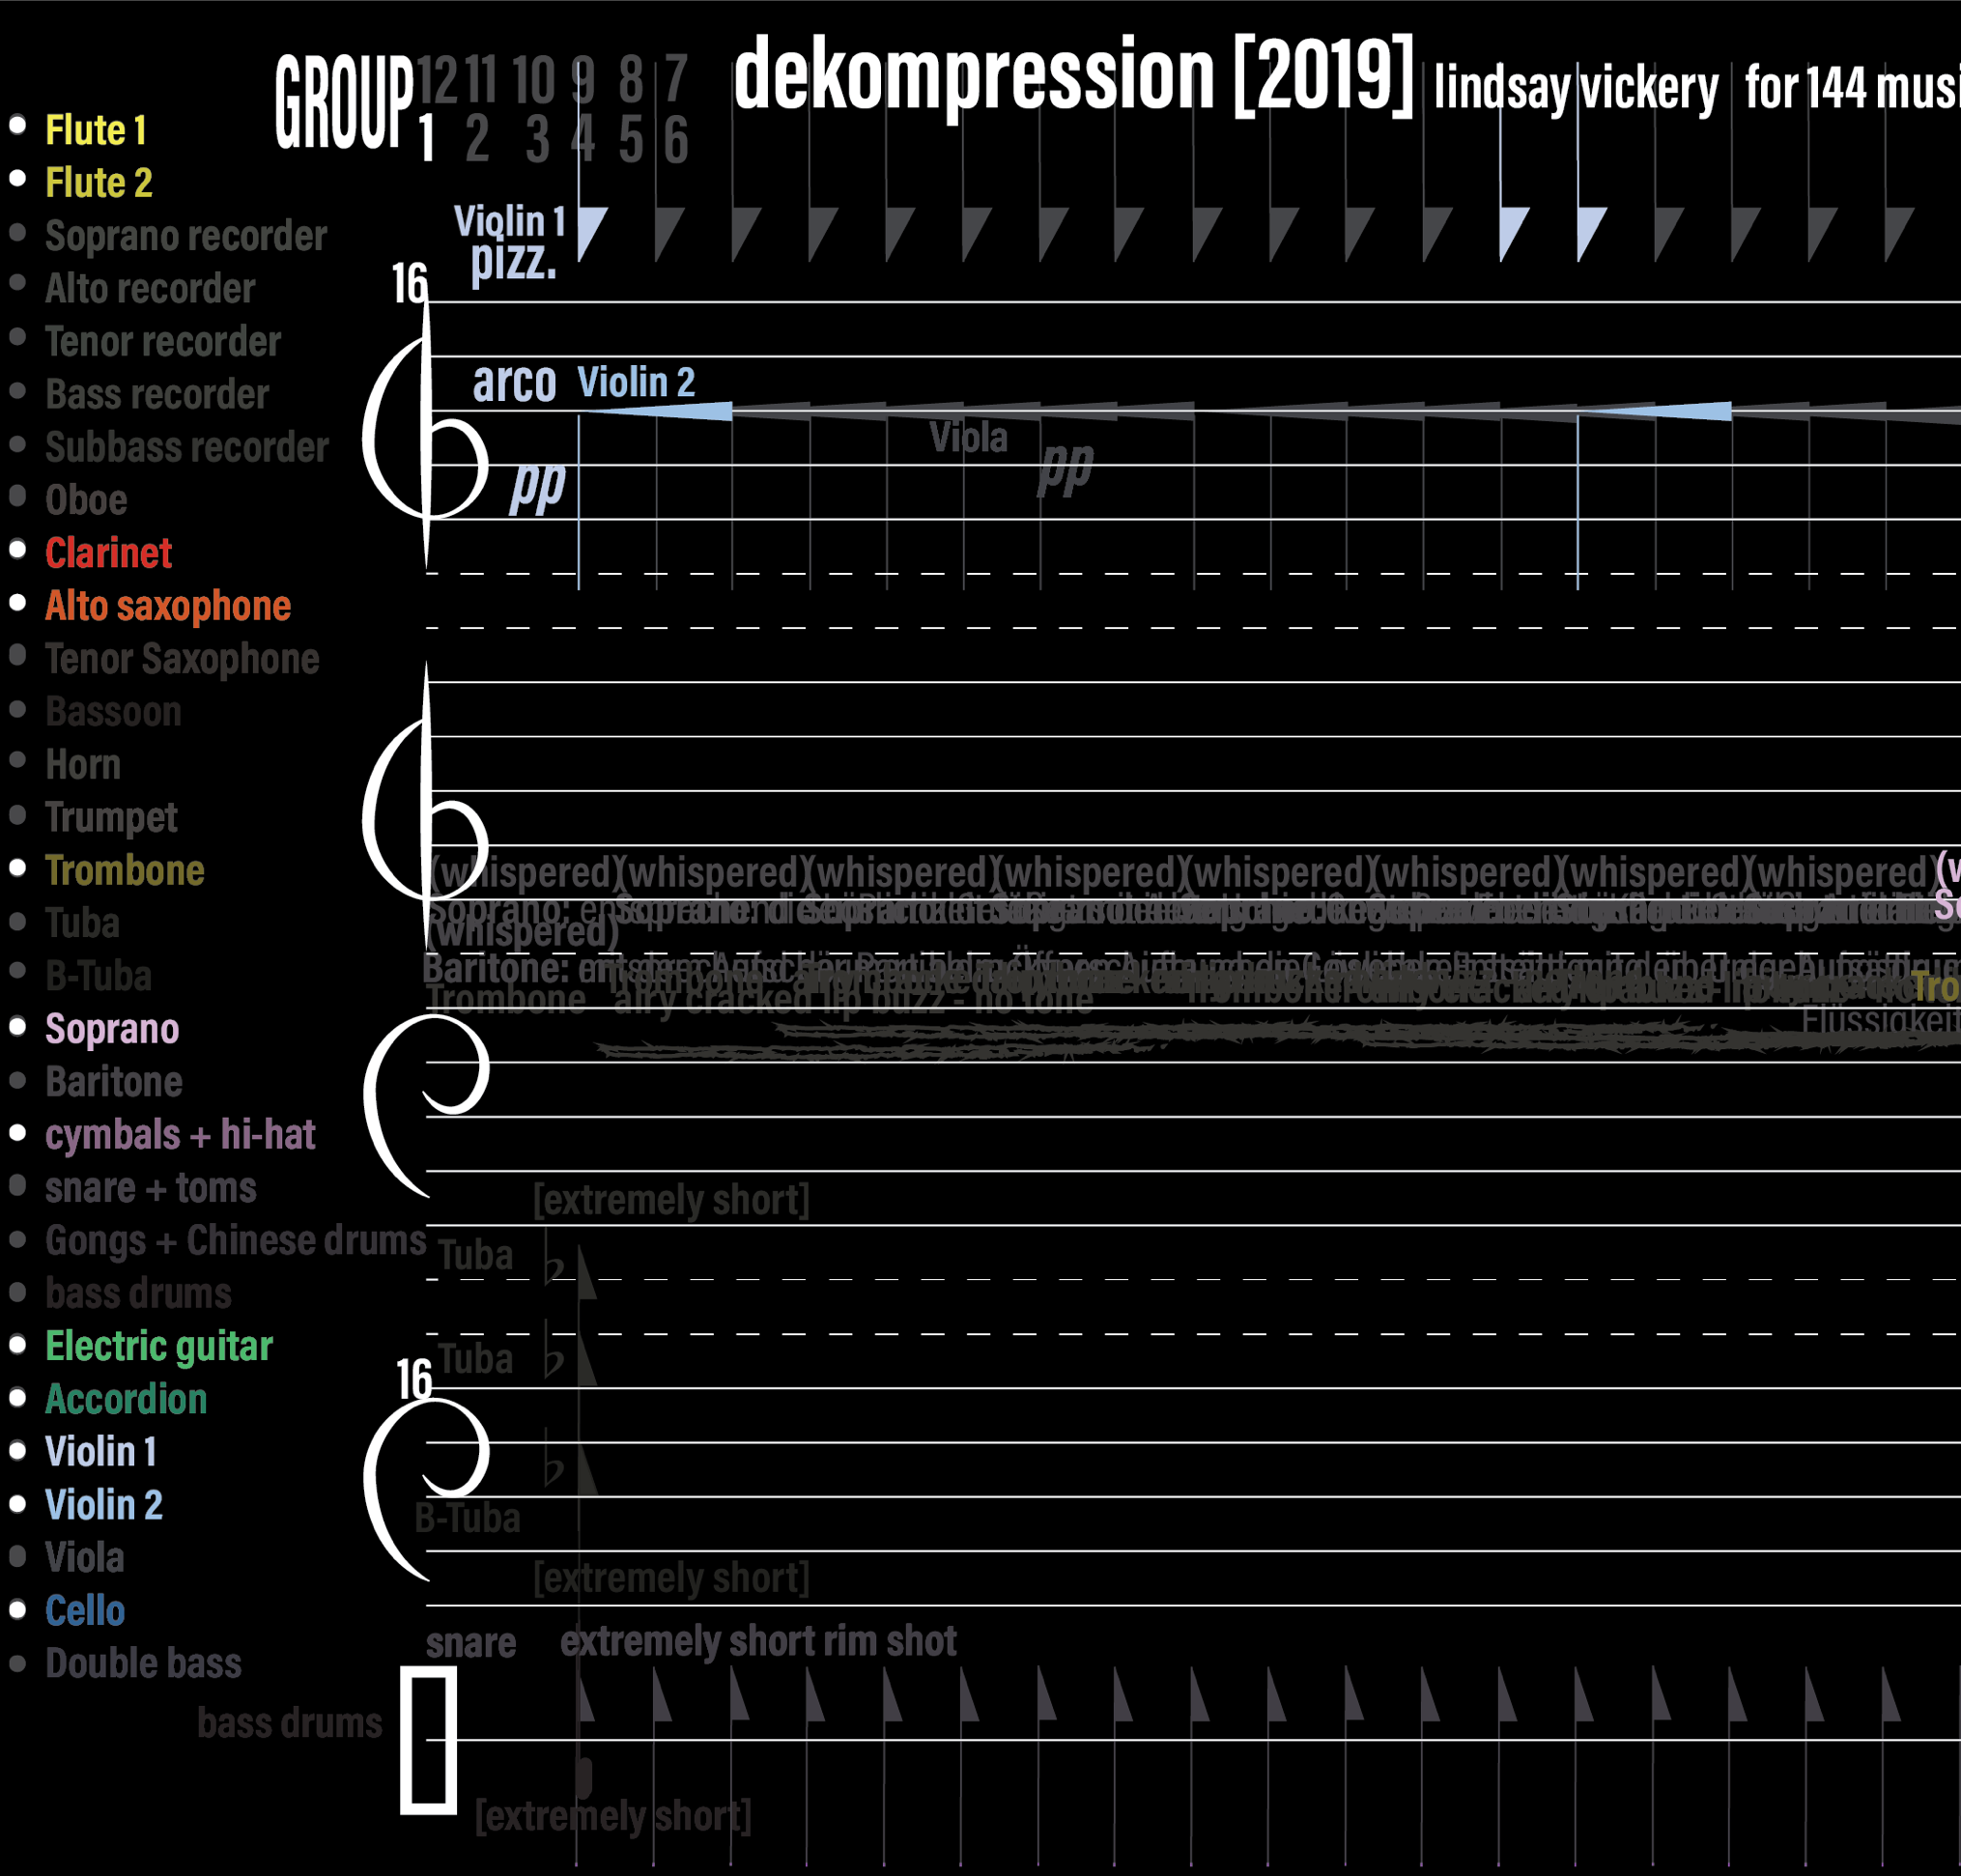 GROUP 12 11 10 9 8 7
1 2 3 4 5 6
dekompression [2019] lindsay vickery for 144 musi
Flute 1
Flute 2
Soprano recorder
Alto recorder
Tenor recorder
Bass recorder
Subbass recorder
Oboe
Clarinet
Alto saxophone
Tenor Saxophone
Bassoon
Horn
Trumpet
Trombone
Tuba
B-Tuba
Soprano
Baritone
cymbals + hi-hat
snare + toms
Gongs + Chinese drums
bass drums
Electric guitar
Accordion
Violin 1
Violin 2
Viola
Cello
Double bass
Violin 1
pizz.
16
arco Violin 2
Viola
pp
pp
(whispered)(whispered)(whispered)(whispered)(whispered)(whispered)(whispered)(whispered)(w
Soprano:
(whispered)
Baritone:
Trombone airy cracked lip buzz - no tone
Tro
Flüssigkeit
[extremely short]
Tuba
Tuba
16
B-Tuba
[extremely short]
snare extremely short rim shot
bass drums
[extremely short]